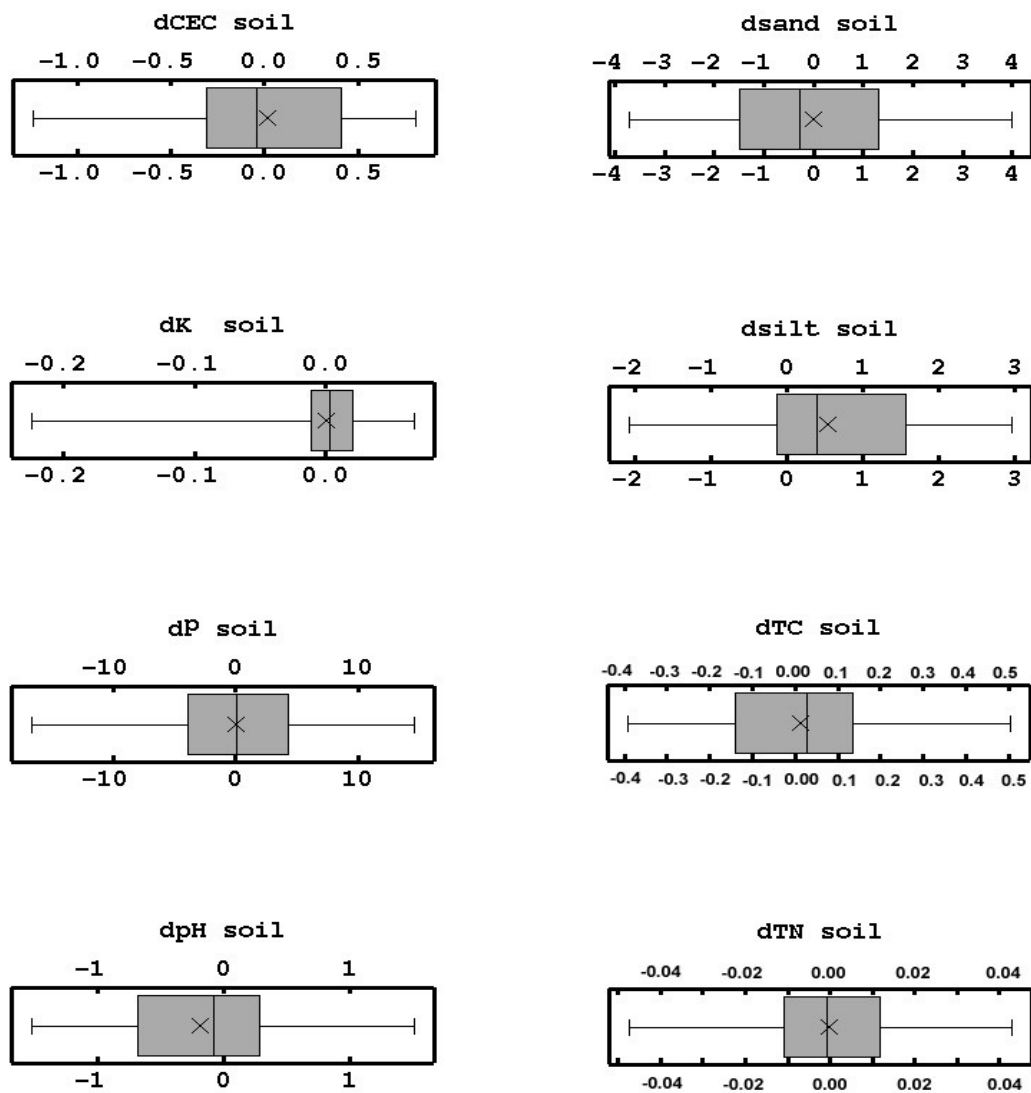 dCEC soil
−1.0 −0.5 0.0 0.5
−1.0 −0.5 0.0 0.5
dsand soil
−4 −3 −2 −1 0 1 2 3 4
−4 −3 −2 −1 0 1 2 3 4
dK soil
−0.2 −0.1 0.0
−0.2 −0.1 0.0
dsilt soil
−2 −1 0 1 2 3
−2 −1 0 1 2 3
dP soil
−10 0 10
−10 0 10
dTC soil
-0.4 -0.3 -0.2 -0.1 0.00 0.1 0.2 0.3 0.4 0.5
-0.4 -0.3 -0.2 -0.1 0.00 0.1 0.2 0.3 0.4 0.5
dpH soil
−1 0 1
−1 0 1
dTN soil
-0.04 -0.02 0.00 0.02 0.04
-0.04 -0.02 0.00 0.02 0.04